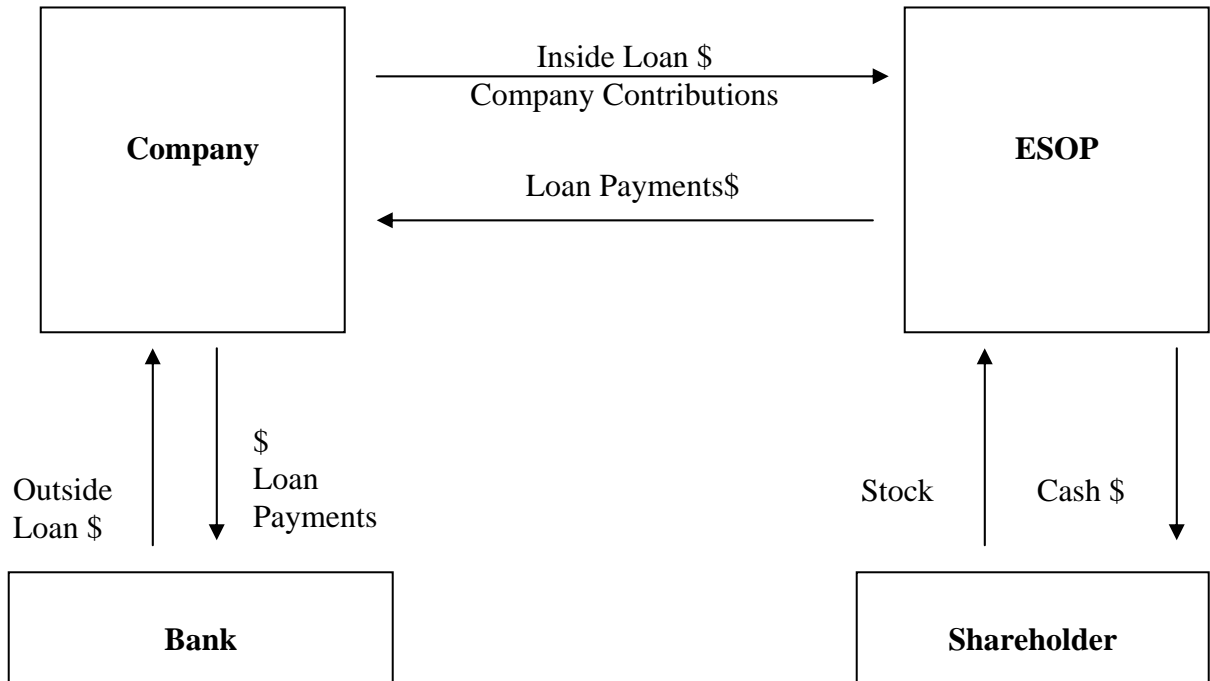 Inside Loan $
Company Contributions
Company
ESOP
Loan Payments$
Outside
Loan $
$
Loan
Payments
Stock
Cash $
Bank
Shareholder